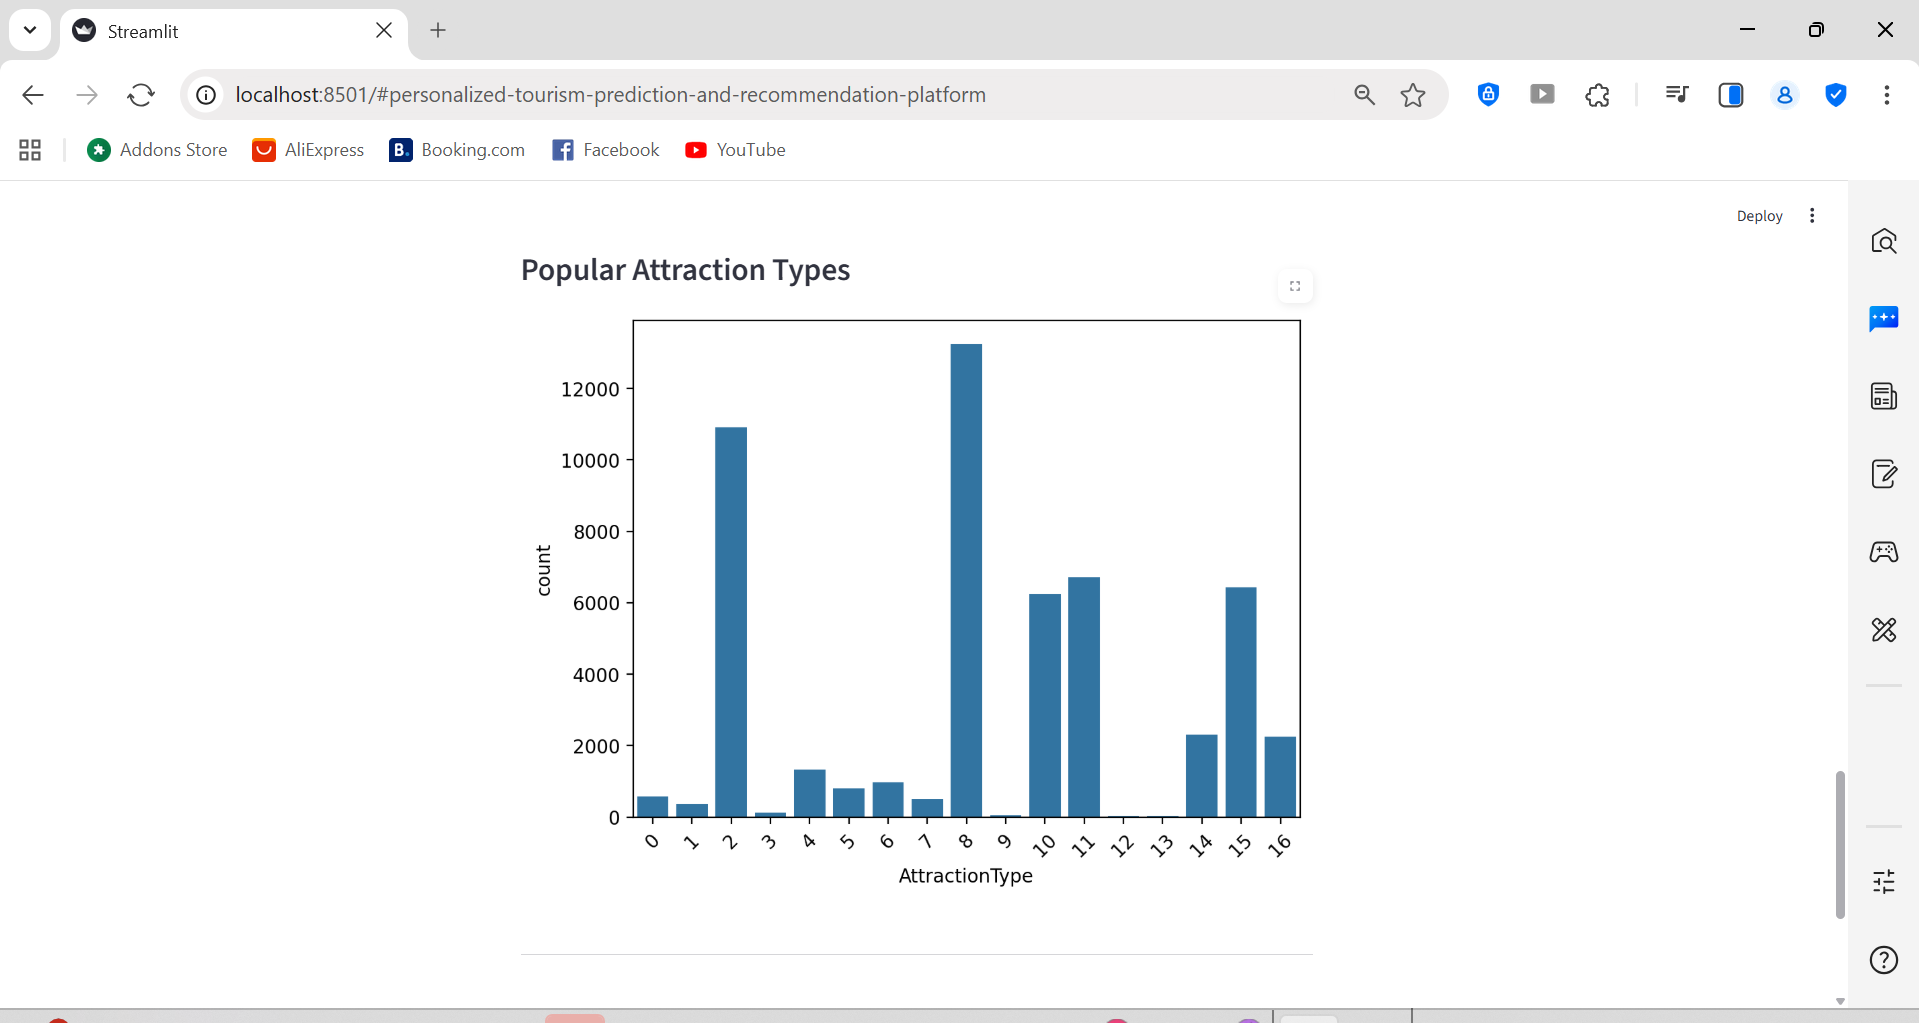 Streamlit
localhost:8501/#personalized-tourism-prediction-and-recommendation-platform
Addons Store AliExpress B. Booking.com Facebook YouTube
Deploy
Popular Attraction Types
12000
10000
8000
6000
4000
2000
0
count
0 1 2 3 4 5 6 7 8 9 10 11 12 13 14 15 16
AttractionType